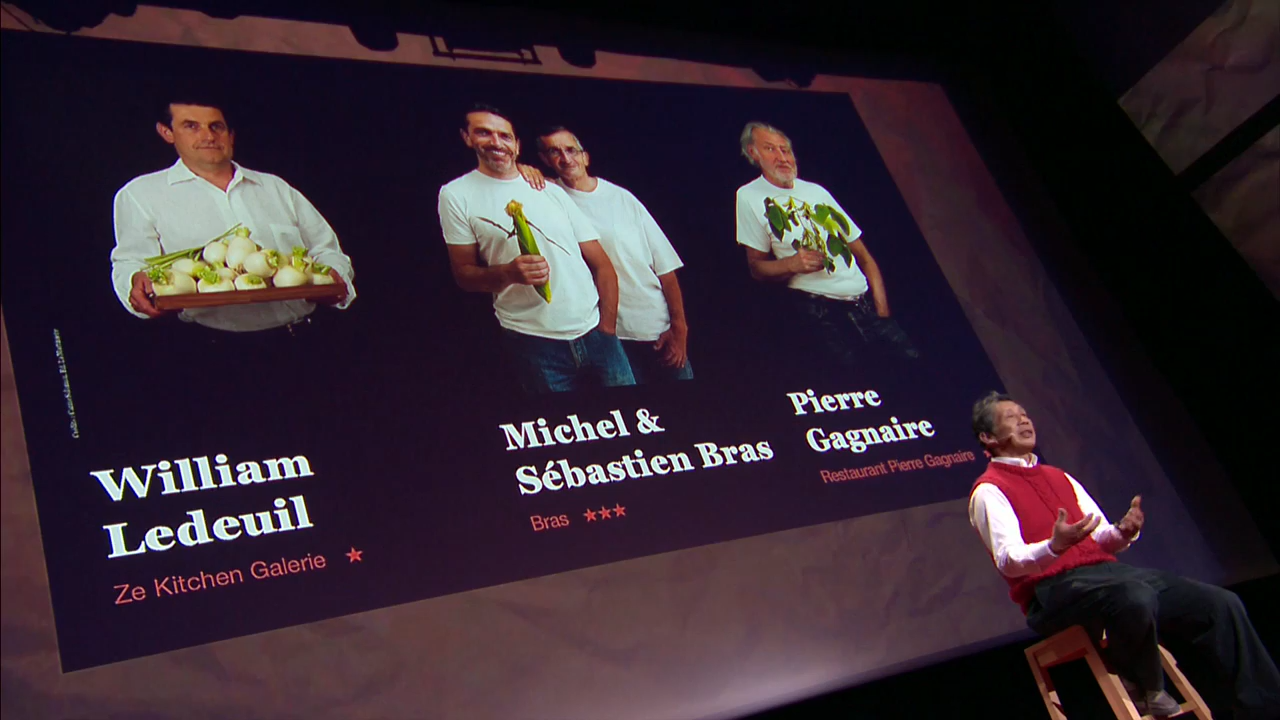 William
Ledeuil
Ze Kitchen Galerie ★
Michel &
Sébastien Bras
Bras ★★★
Pierre
Gagnaire
Restaurant Pierre Gagnaire